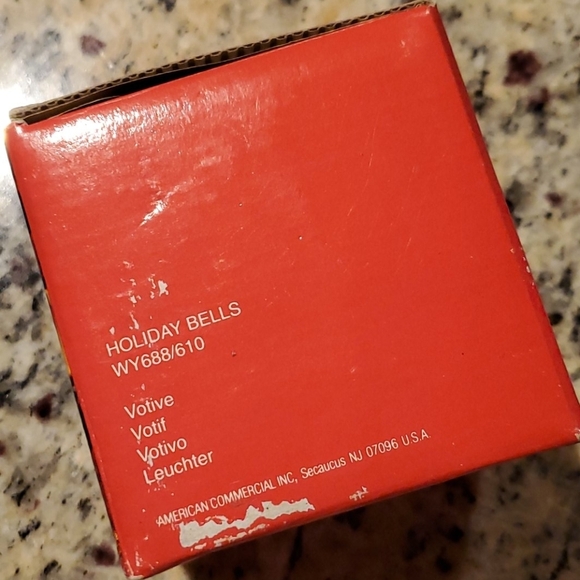 HOLIDAY BELLS
WY688/610
Votive
Votif
Votivo
Leuchter
AMERICAN COMMERCIAL INC, Secaucus NJ 07096 U.S.A.